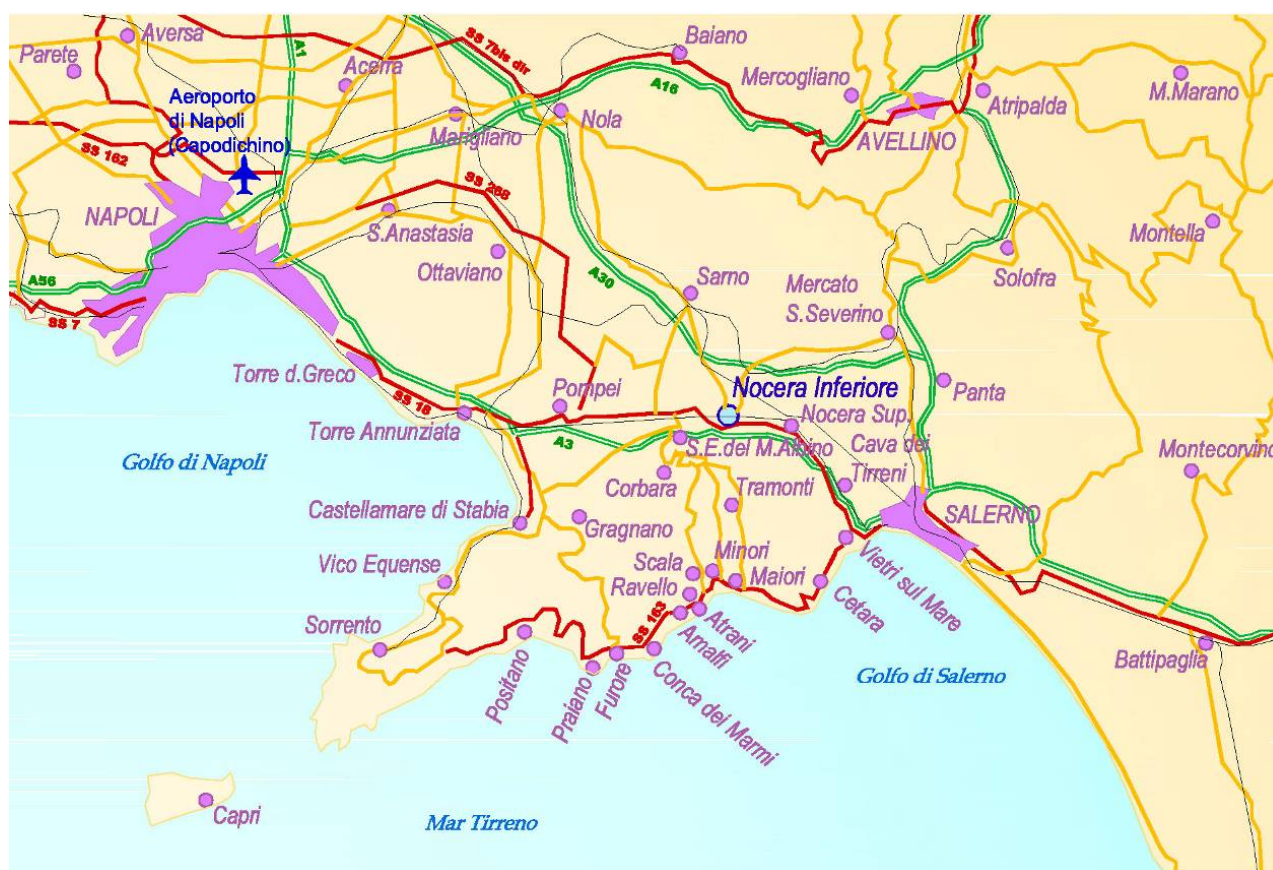 Aversa
SS 7bis dir
Baiano
Parete
A1
Acerra
Mercogliano
M.Marano
A16
Atripalda
Aeroporto
di Napoli
(Capodichino)
Marigliano
Nola
AVELLINO
SS 162
SS 268
NAPOLI
S.Anastasia
Montella
Ottaviano
A30
Solofra
A56
Sarno
Mercato
S.Severino
SS 7
Torre d.Greco
Pompei
Nocera Inferiore
Panta
SS 18
Nocera Sup.
Torre Annunziata
A3
S.E.del M.Albino
Cava dei
Tirreni
Montecorvino
Golfo di Napoli
Corbara
Tramonti
Castellamare di Stabia
Gragnano
SALERNO
Vico Equense
Scala
Minori
Ravello
Maiori
Vietri sul Mare
Cetara
Sorrento
SS 163
Atrani
Amalfi
Battipaglia
Golfo di Salerno
Positano
Praiano
Furore
Conca dei Marmi
Capri
Mar Tirreno